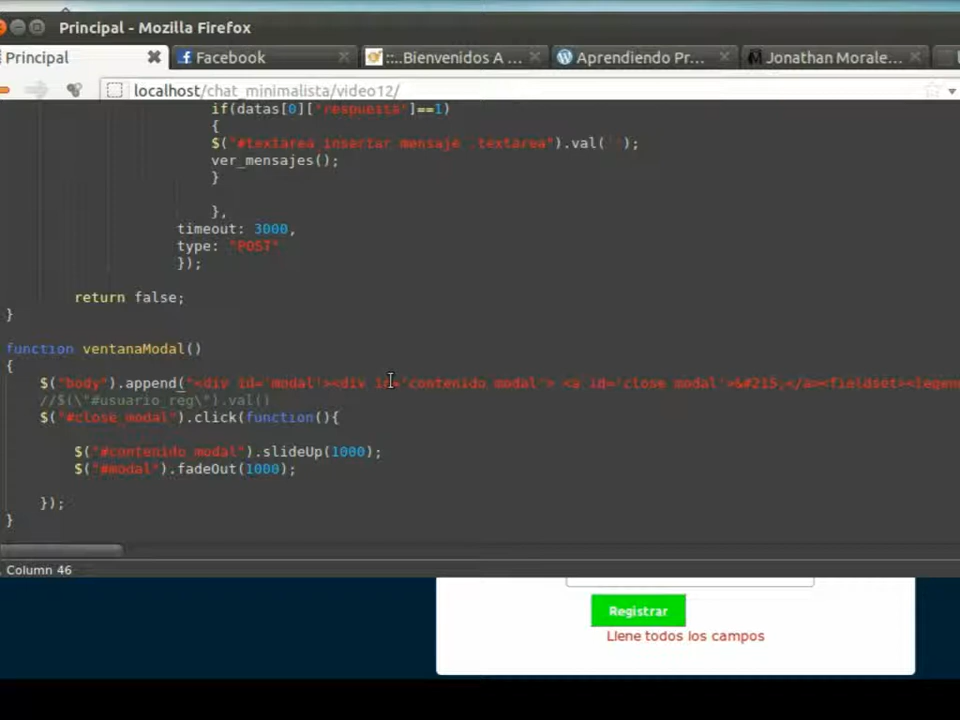 Principal - Mozilla Firefox
Principal
Facebook
::..Bienvenidos A ...
Aprendiendo Pr...
Jonathan Morale...
localhost/chat_minimalista/video12/
if(datas[0]['respuesta']==1)
{
$("#textarea_insertar_mensaje .textarea").val('');
ver_mensajes();
}
},
timeout: 3000,
type: "POST"
});
return false;
}
function ventanaModal()
{
$("body").append("<div id='modal'><div id='contenido_modal'> <a id='close_modal'>&#215;</a><fieldset><legen
//$(\"#usuario_reg\").val()
$("#close_modal").click(function(){
$("#contenido_modal").slideUp(1000);
$("#modal").fadeOut(1000);
});
}
, Column 46
Registrar
Llene todos los campos